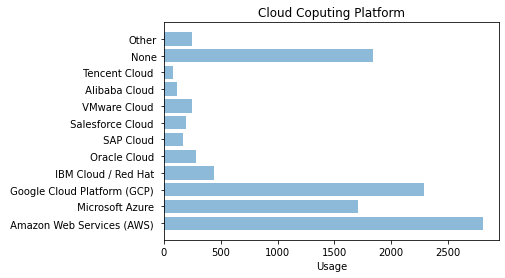 Cloud Coputing Platform
Other
None
Tencent Cloud
Alibaba Cloud
VMware Cloud
Salesforce Cloud
SAP Cloud
Oracle Cloud
IBM Cloud / Red Hat
Google Cloud Platform (GCP)
Microsoft Azure
Amazon Web Services (AWS)
0 500 1000 1500 2000 2500
Usage